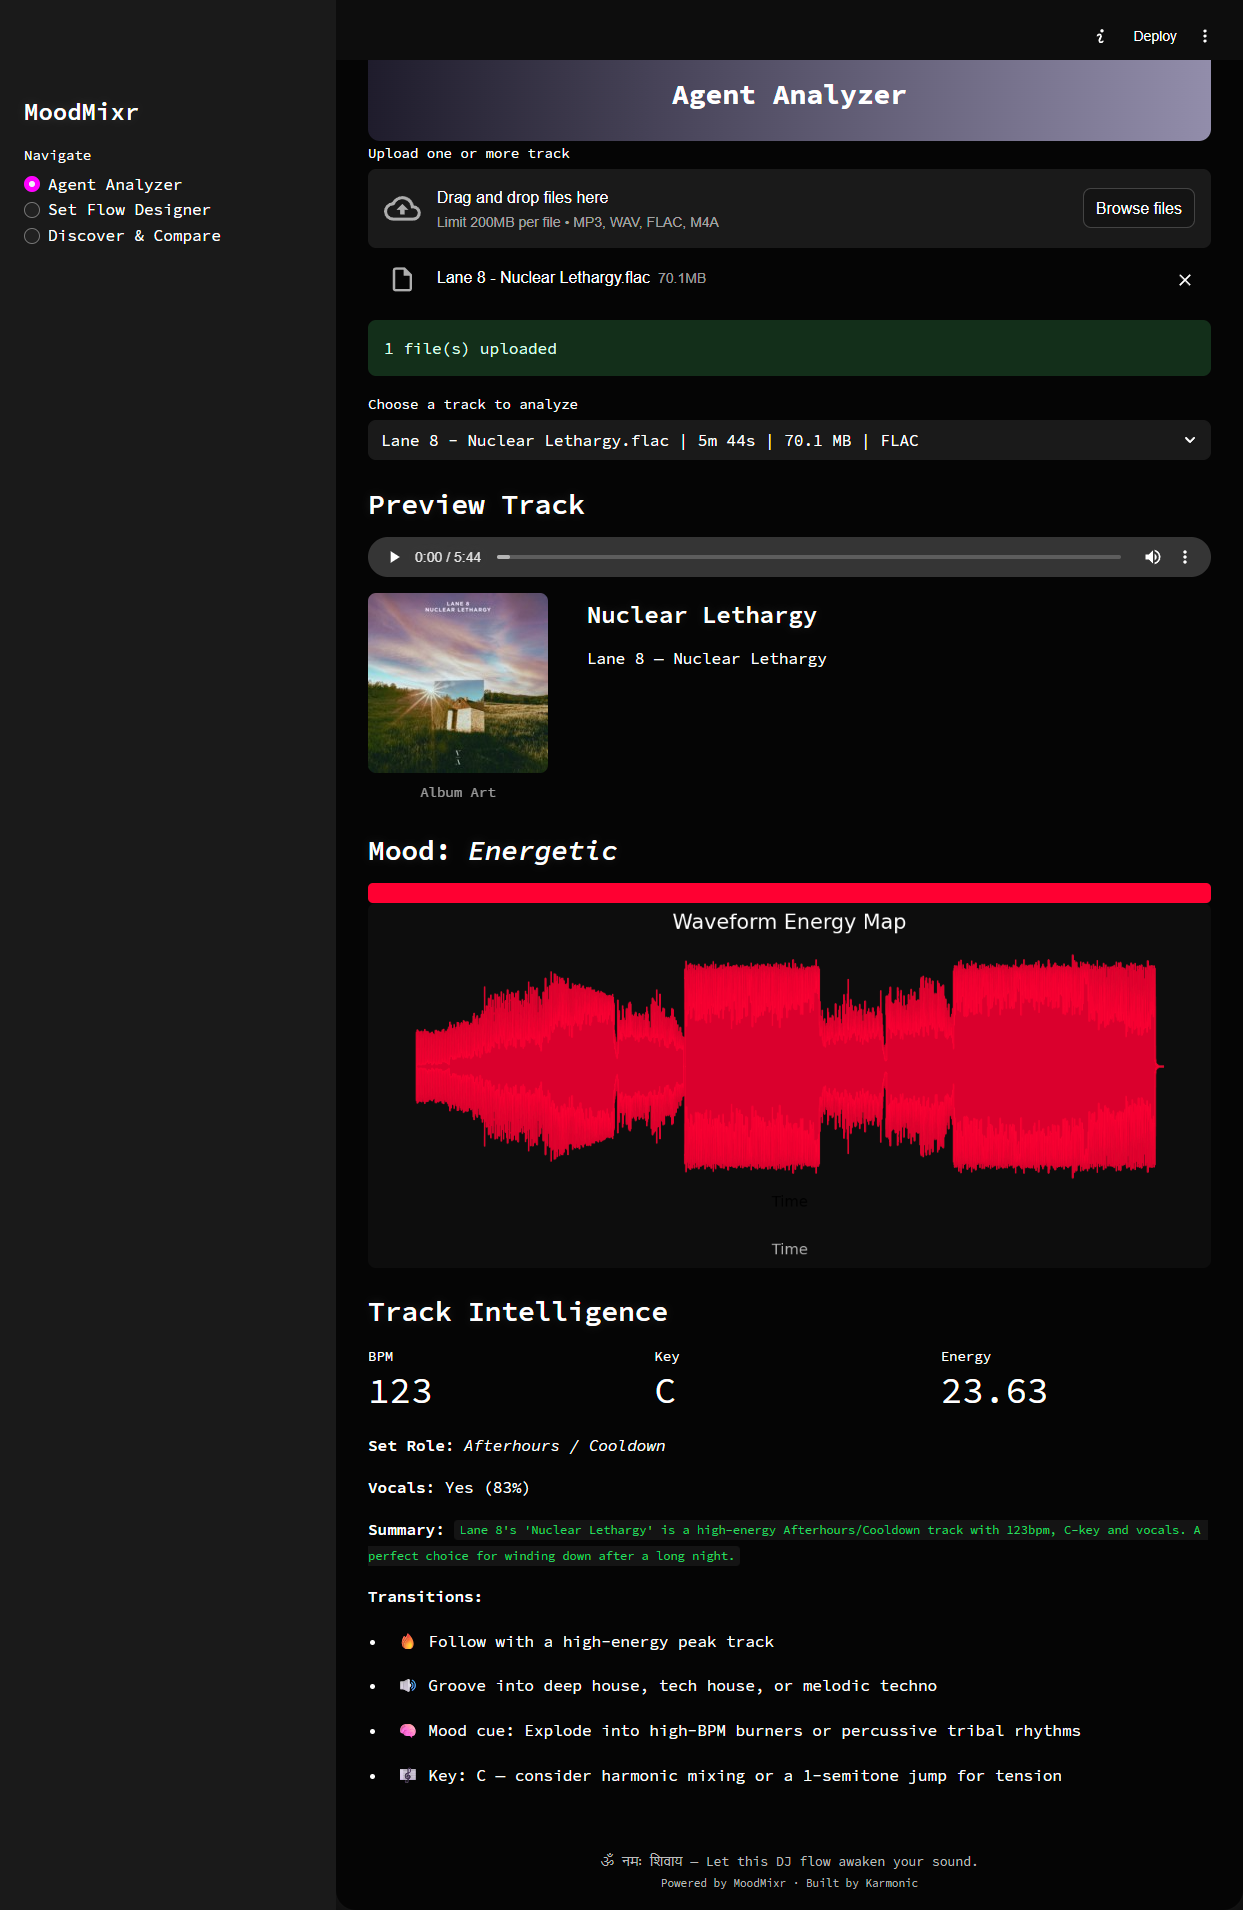 Deploy
MoodMixr
Navigate
Agent Analyzer
Set Flow Designer
Discover & Compare
Agent Analyzer
Upload one or more track
Drag and drop files here
Limit 200MB per file • MP3, WAV, FLAC, M4A
Browse files
Lane 8 - Nuclear Lethargy.flac 70.1MB
1 file(s) uploaded
Choose a track to analyze
Lane 8 - Nuclear Lethargy.flac | 5m 44s | 70.1 MB | FLAC
Preview Track
0:00 / 5:44
LANE 8
NUCLEAR LETHARGY
Album Art
Nuclear Lethargy
Lane 8 — Nuclear Lethargy
Mood: Energetic
Waveform Energy Map
Time
Time
Track Intelligence
BPM
123
Key
C
Energy
23.63
Set Role: Afterhours / Cooldown
Vocals: Yes (83%)
Summary: Lane 8's 'Nuclear Lethargy' is a high-energy Afterhours/Cooldown track with 123bpm, C-key and vocals. A
perfect choice for winding down after a long night.
Transitions:
• 🔥 Follow with a high-energy peak track
• 🔊 Groove into deep house, tech house, or melodic techno
• 🧠 Mood cue: Explode into high-BPM burners or percussive tribal rhythms
• 🎼 Key: C — consider harmonic mixing or a 1-semitone jump for tension
ॐ नमः शिवाय — Let this DJ flow awaken your sound.
Powered by MoodMixr · Built by Karmonic